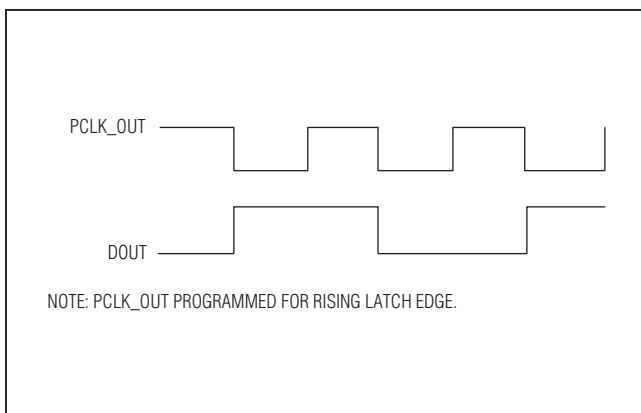 PCLK_OUT
DOUT
NOTE: PCLK_OUT PROGRAMMED FOR RISING LATCH EDGE.